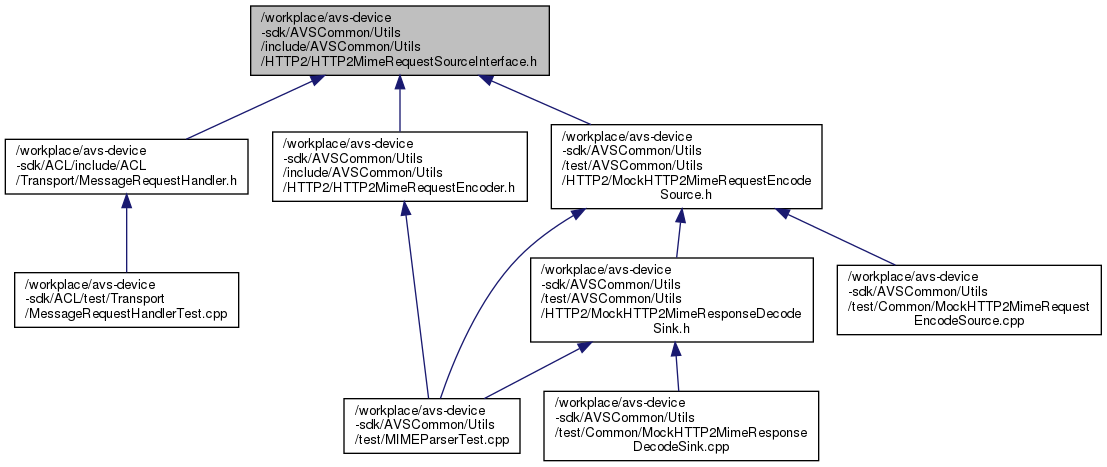 /workplace/avs-device
-sdk/AVSCommon/Utils
/include/AVSCommon/Utils
/HTTP2/HTTP2MimeRequestSourceInterface.h
/workplace/avs-device
-sdk/ACL/include/ACL
/Transport/MessageRequestHandler.h
/workplace/avs-device
-sdk/AVSCommon/Utils
/include/AVSCommon/Utils
/HTTP2/HTTP2MimeRequestEncoder.h
/workplace/avs-device
-sdk/AVSCommon/Utils
/test/AVSCommon/Utils
/HTTP2/MockHTTP2MimeRequestEncode
Source.h
/workplace/avs-device
-sdk/ACL/test/Transport
/MessageRequestHandlerTest.cpp
/workplace/avs-device
-sdk/AVSCommon/Utils
/test/AVSCommon/Utils
/HTTP2/MockHTTP2MimeResponseDecode
Sink.h
/workplace/avs-device
-sdk/AVSCommon/Utils
/test/Common/MockHTTP2MimeRequest
EncodeSource.cpp
/workplace/avs-device
-sdk/AVSCommon/Utils
/test/MIMEParserTest.cpp
/workplace/avs-device
-sdk/AVSCommon/Utils
/test/Common/MockHTTP2MimeResponse
DecodeSink.cpp